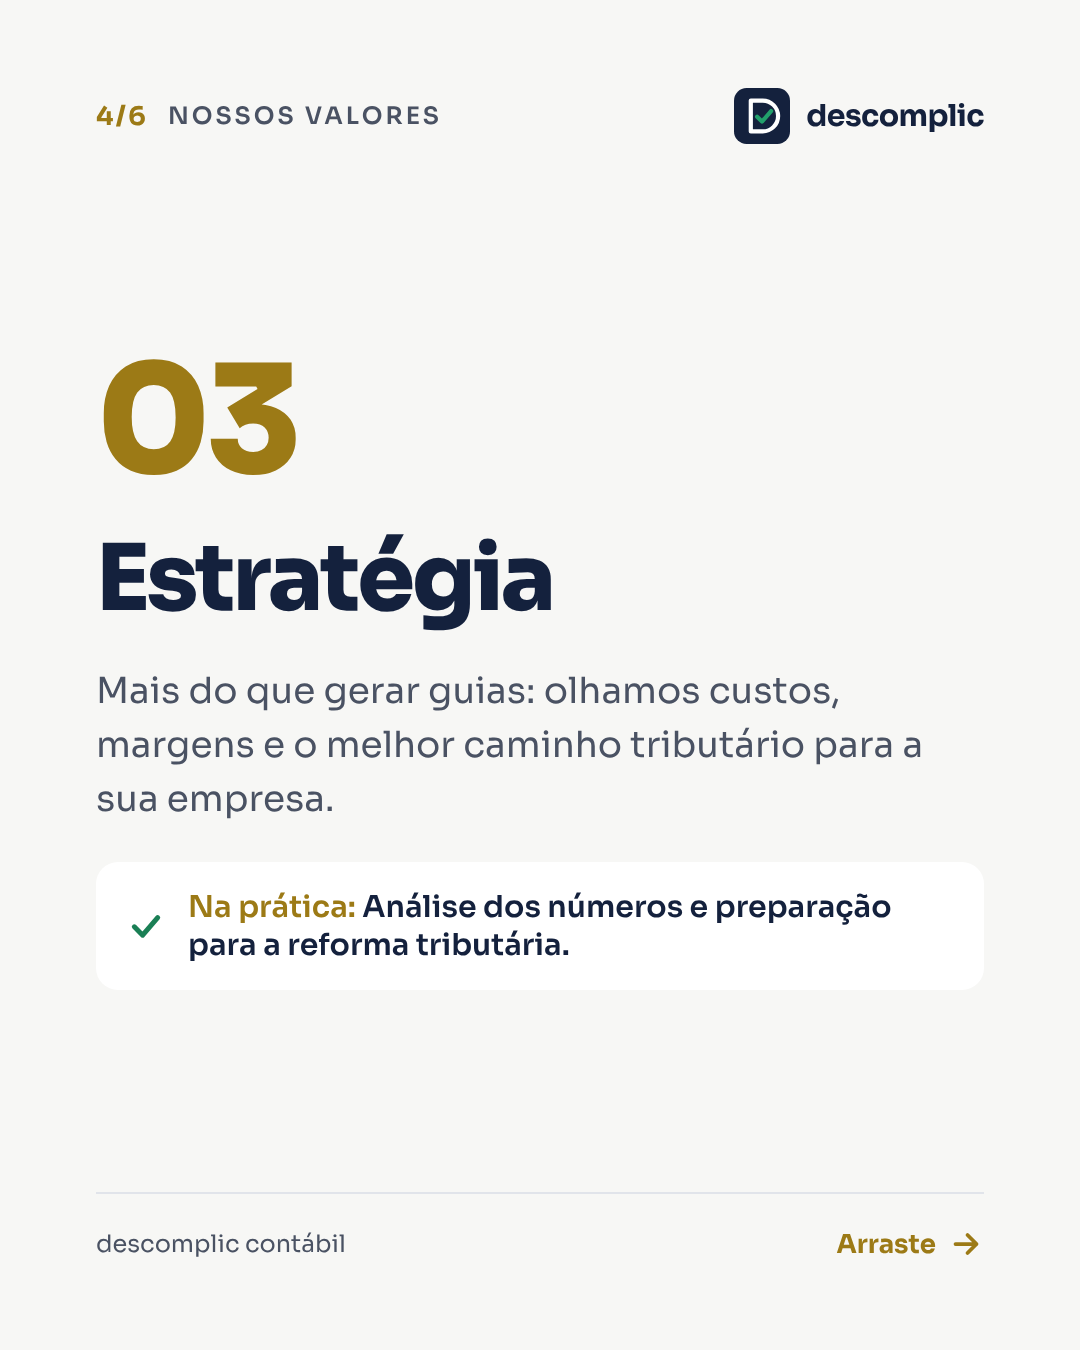 4/6 NOSSOS VALORES
descomplic
03
Estratégia
Mais do que gerar guias: olhamos custos,
margens e o melhor caminho tributário para a
sua empresa.
Na prática: Análise dos números e preparação
para a reforma tributária.
descomplic contábil
Arraste →